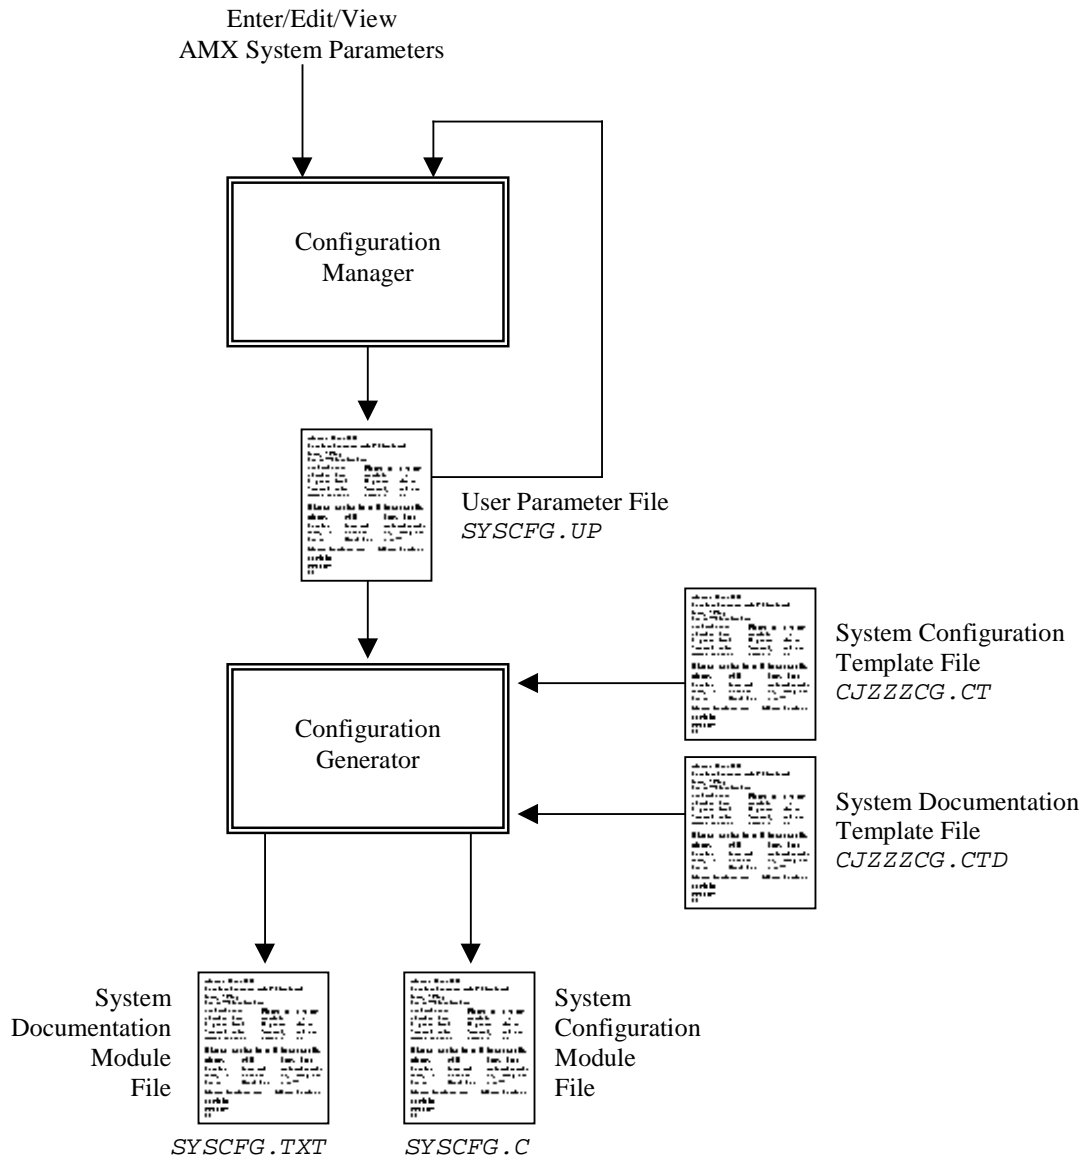 Enter/Edit/View
AMX System Parameters
Configuration
Manager
User Parameter File
SYSCFG.UP
System Configuration
Template File
CJZZZCG.CT
Configuration
Generator
System Documentation
Template File
CJZZZCG.CTD
System
Documentation
Module
File
SYSCFG.TXT
System
Configuration
Module
File
SYSCFG.C